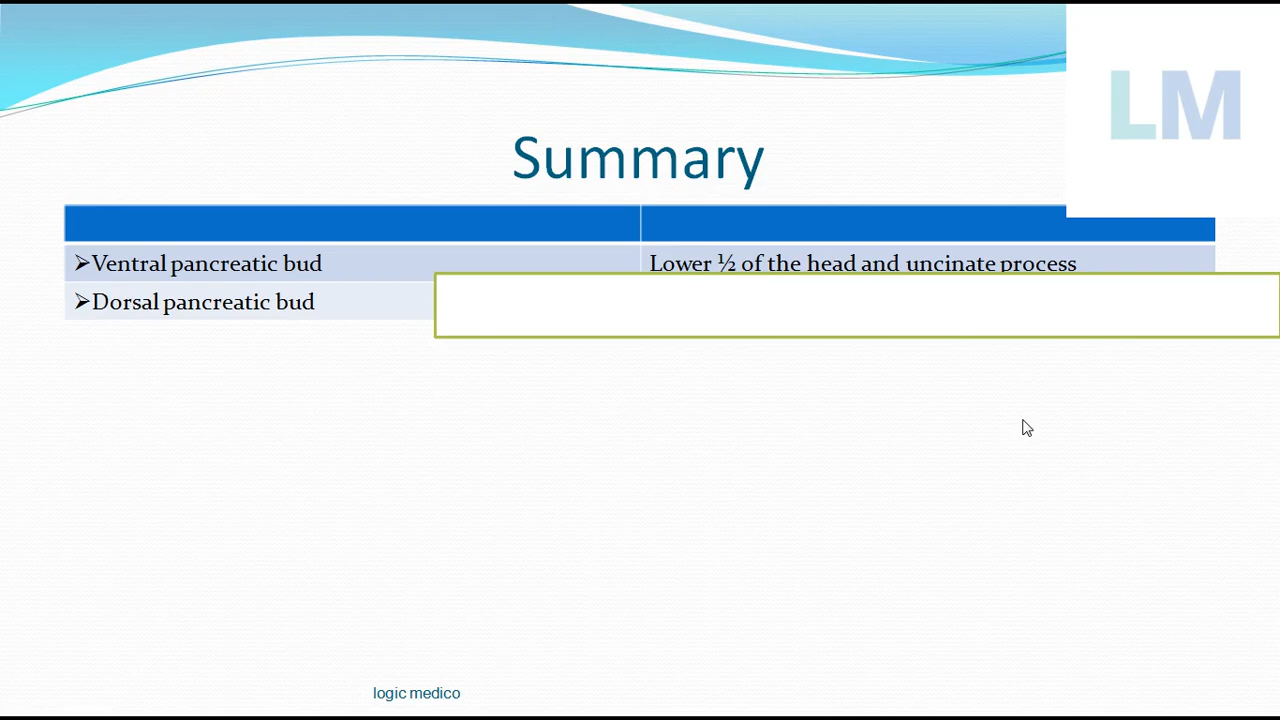 LM
Summary
➢Ventral pancreatic bud
Lower ½ of the head and uncinate process
➢Dorsal pancreatic bud
logic medico